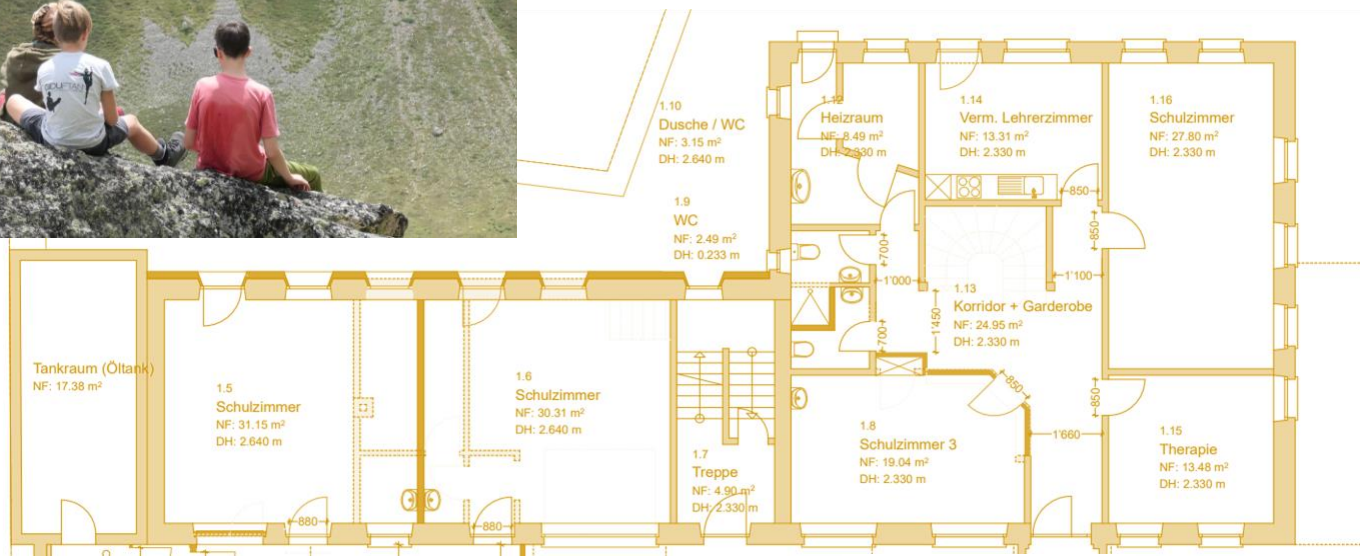 1.10
Dusche / WC
NF: 3.15 m²
DH: 2.640 m
1.9
WC
NF: 2.49 m²
DH: 0.233 m
1.12
Heizraum
NF: 8.49 m²
DH: 2.330 m
1.14
Verm. Lehrerzimmer
NF: 13.31 m²
DH: 2.330 m
1.16
Schulzimmer
NF: 27.80 m²
DH: 2.330 m
850
850
700
1'000
1'100
1.13
Korridor + Garderobe
NF: 24.95 m²
DH: 2.330 m
1'450
700
850
850
1'660
Tankraum (Öltank)
NF: 17.38 m²
1.5
Schulzimmer
NF: 31.15 m²
DH: 2.640 m
880
1.6
Schulzimmer
NF: 30.31 m²
DH: 2.640 m
880
1.7
Treppe
NF: 4.90 m²
DH: 2.330 m
1.8
Schulzimmer 3
NF: 19.04 m²
DH: 2.330 m
1.15
Therapie
NF: 13.48 m²
DH: 2.330 m